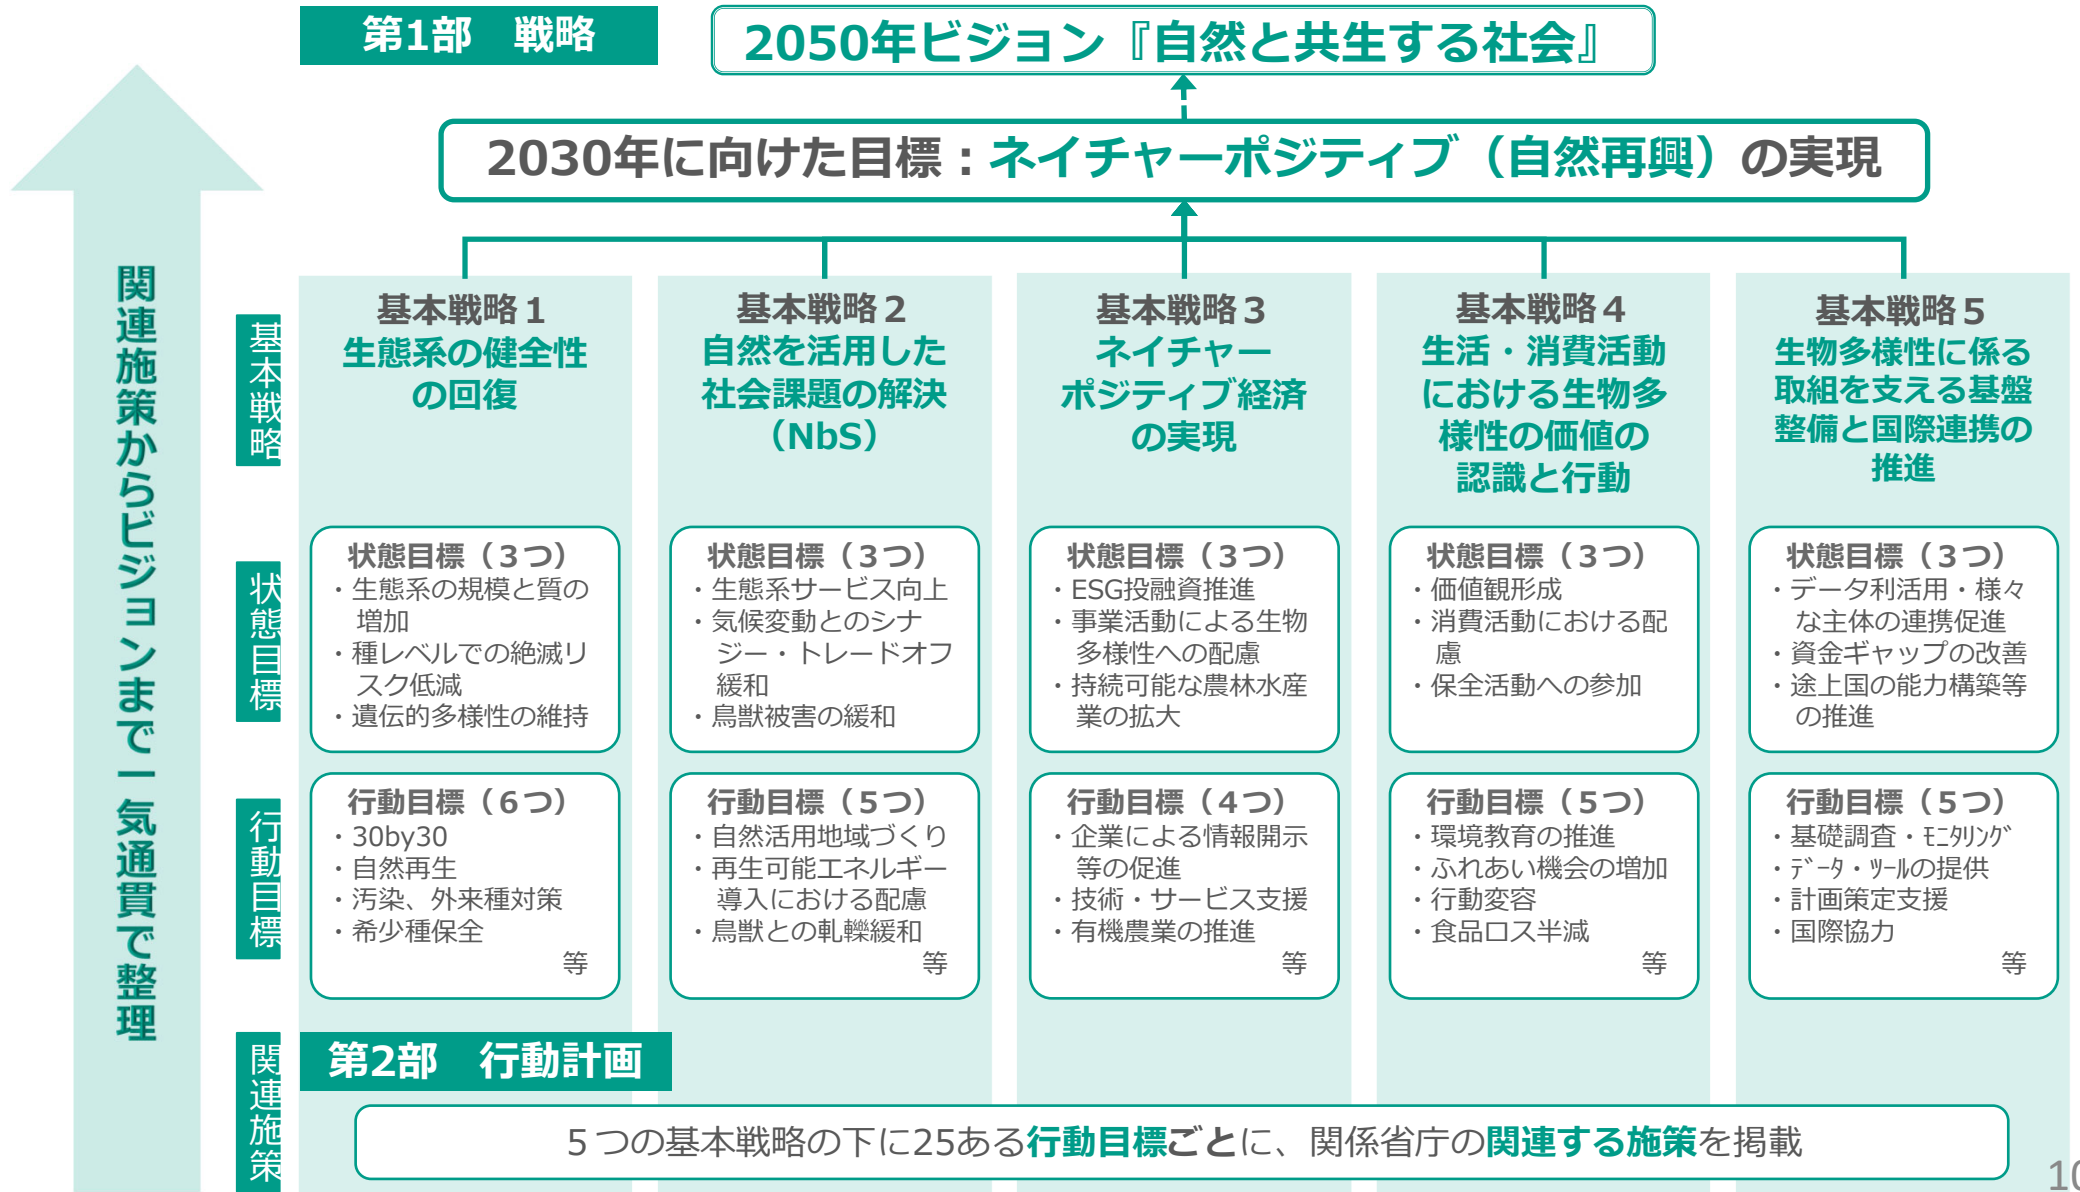 第1部　戦略
2050年ビジョン『自然と共生する社会』
2030年に向けた目標：ネイチャーポジティブ（自然再興）の実現
関連施策からビジョンまで一気通貫で整理
基本戦略
基本戦略１
生態系の健全性
の回復
基本戦略２
自然を活用した
社会課題の解決
（NbS）
基本戦略３
ネイチャー
ポジティブ経済
の実現
基本戦略４
生活・消費活動
における生物多
様性の価値の
認識と行動
基本戦略５
生物多様性に係る
取組を支える基盤
整備と国際連携の
推進
状態目標
状態目標（３つ）
・生態系の規模と質の
増加
・種レベルでの絶滅リ
スク低減
・遺伝的多様性の維持
状態目標（３つ）
・生態系サービス向上
・気候変動とのシナ
ジー・トレードオフ
緩和
・鳥獣被害の緩和
状態目標（３つ）
・ESG投融資推進
・事業活動による生物
多様性への配慮
・持続可能な農林水産
業の拡大
状態目標（３つ）
・価値観形成
・消費活動における配
慮
・保全活動への参加
状態目標（３つ）
・データ利活用・様々
な主体の連携促進
・資金ギャップの改善
・途上国の能力構築等
の推進
行動目標
行動目標（６つ）
・30by30
・自然再生
・汚染、外来種対策
・希少種保全
等
行動目標（５つ）
・自然活用地域づくり
・再生可能エネルギー
導入における配慮
・鳥獣との軋轢緩和
等
行動目標（４つ）
・企業による情報開示
等の促進
・技術・サービス支援
・有機農業の推進
等
行動目標（５つ）
・環境教育の推進
・ふれあい機会の増加
・行動変容
・食品ロス半減
等
行動目標（５つ）
・基礎調査・ﾓﾆﾀﾘﾝｸﾞ
・ﾃﾞｰﾀ・ﾂｰﾙの提供
・計画策定支援
・国際協力
等
関連施策
第2部　行動計画
５つの基本戦略の下に25ある行動目標ごとに、関係省庁の関連する施策を掲載